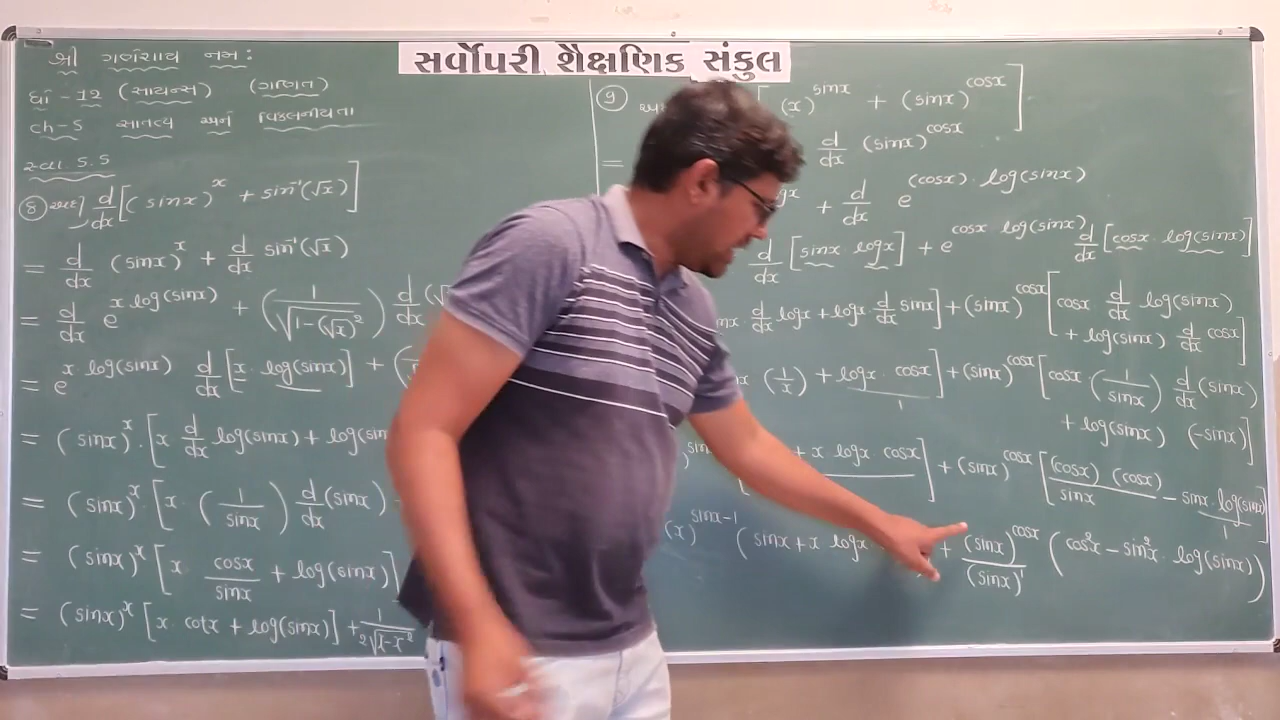 સર્વોપરી શૈક્ષણિક સંકુલ
શ્રી ગણેશાય નમ:
ધો - 12 (સાયન્સ) (ગણિત)
ch-5 સાતત્ય અને વિકલનીયતા
સ્વા 5.5
⑧ d/dx [(sinx)^x + sin⁻¹(√x)]
= d/dx (sinx)^x + d/dx sin⁻¹(√x)
= d/dx e^(x log(sinx)) + (1/√(1-(√x)²)) d/dx (√
= e^(x log(sinx)) d/dx [x · log(sinx)] + (
= (sinx)^x · [x d/dx log(sinx) + log(sin
= (sinx)^x [x · (1/sinx) d/dx (sinx)
= (sinx)^x [x cosx/sinx + log(sinx)]
= (sinx)^x [x cotx + log(sinx)] + 1/(2√(x-x²))
⑨ [(x)^sinx + (sinx)^cosx]
= d/dx (sinx)^cosx
gx + d/dx e^((cosx) · log(sinx))
d/dx [sinx · logx] + e^(cosx log(sinx)) d/dx [cosx · log(sinx)]
nx d/dx logx + logx d/dx sinx] + (sinx)^cosx [cosx d/dx log(sinx)
+ log(sinx) d/dx cosx]
x (1/x) + logx · cosx] + (sinx)^cosx [cosx · (1/sinx) d/dx (sinx)
+ log(sinx) (-sinx)]
+ x logx cosx] + (sinx)^cosx [(cosx)(cosx)/sinx - sinx · log(sinx)/1]
(x)^(sinx-1) (sinx + x logx + (sinx)^cosx/(sinx)^1 (cos²x - sin²x · log(sinx))